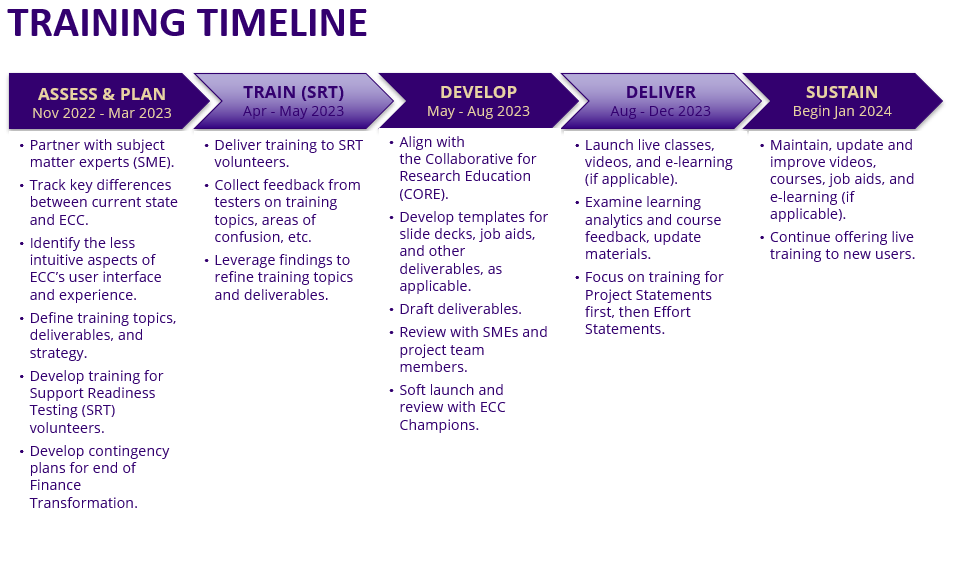 TRAINING TIMELINE
ASSESS & PLAN
Nov 2022 - Mar 2023
• Partner with subject
matter experts (SME).
• Track key differences
between current state
and ECC.
• Identify the less
intuitive aspects of
ECC’s user interface
and experience.
• Define training topics,
deliverables, and
strategy.
• Develop training for
Support Readiness
Testing (SRT)
volunteers.
• Develop contingency
plans for end of
Finance
Transformation.
TRAIN (SRT)
Apr - May 2023
• Deliver training to SRT
volunteers.
• Collect feedback from
testers on training
topics, areas of
confusion, etc.
• Leverage findings to
refine training topics
and deliverables.
DEVELOP
May - Aug 2023
• Align with
the Collaborative for
Research Education
(CORE).
• Develop templates for
slide decks, job aids,
and other
deliverables, as
applicable.
• Draft deliverables.
• Review with SMEs and
project team
members.
• Soft launch and
review with ECC
Champions.
DELIVER
Aug - Dec 2023
• Launch live classes,
videos, and e-learning
(if applicable).
• Examine learning
analytics and course
feedback, update
materials.
• Focus on training for
Project Statements
first, then Effort
Statements.
SUSTAIN
Begin Jan 2024
• Maintain, update and
improve videos,
courses, job aids, and
e-learning (if
applicable).
• Continue offering live
training to new users.